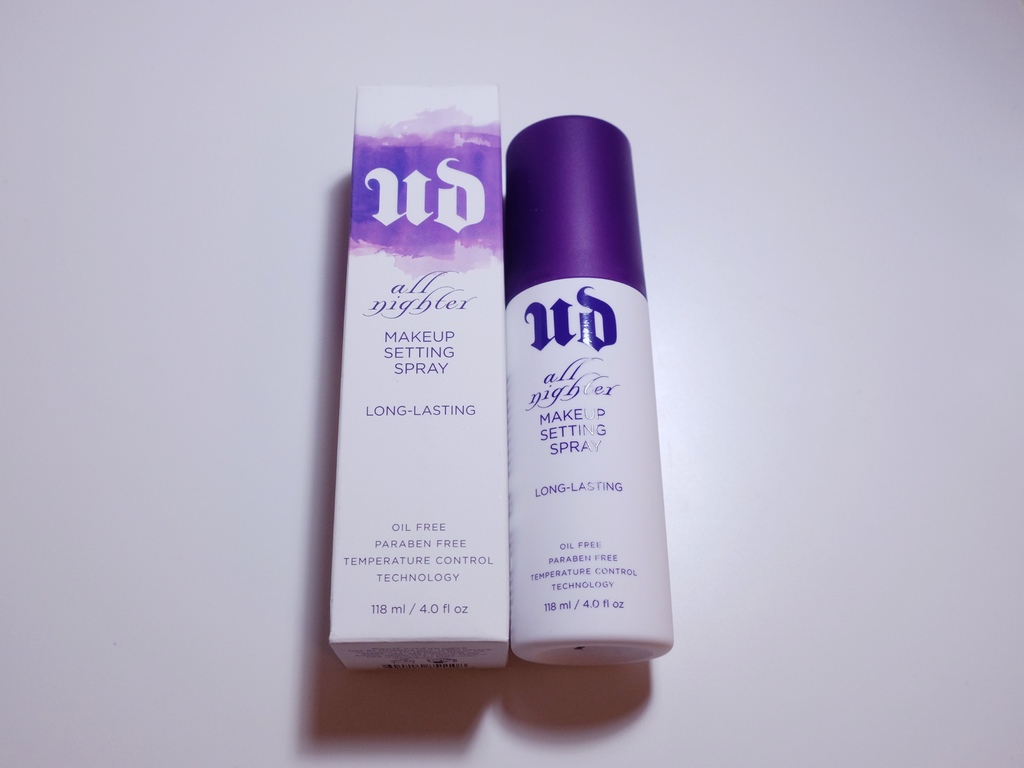 ud
all
nighter
MAKEUP
SETTING
SPRAY
LONG-LASTING
OIL FREE
PARABEN FREE
TEMPERATURE CONTROL
TECHNOLOGY
118 ml / 4.0 fl oz
ud
all
nighter
MAKEUP
SETTING
SPRAY
LONG-LASTING
OIL FREE
PARABEN FREE
TEMPERATURE CONTROL
TECHNOLOGY
118 ml / 4.0 fl oz